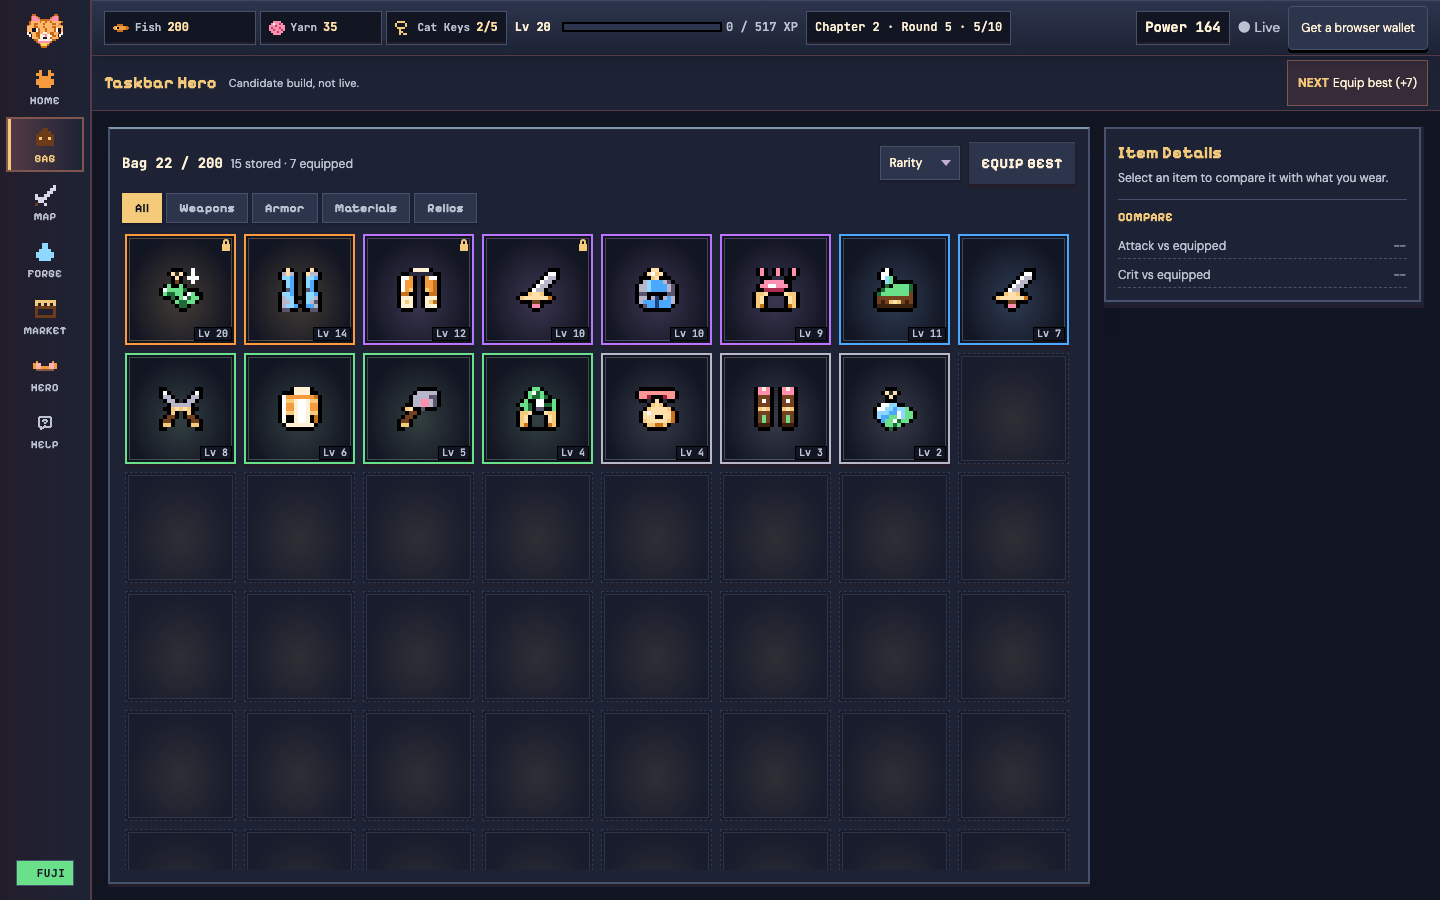 Fish 200
Yarn 35
Cat Keys 2/5
Lv 20
0 / 517 XP
Chapter 2 · Round 5 · 5/10
Power 164
Live
Get a browser wallet
HOME
BAG
MAP
FORGE
MARKET
HERO
HELP
FUJI
Taskbar Hero
Candidate build, not live.
NEXT Equip best (+7)
Bag 22 / 200
15 stored · 7 equipped
Rarity
EQUIP BEST
All
Weapons
Armor
Materials
Relics
Lv 20
Lv 14
Lv 12
Lv 10
Lv 10
Lv 9
Lv 11
Lv 7
Lv 8
Lv 6
Lv 5
Lv 4
Lv 4
Lv 3
Lv 2
Item Details
Select an item to compare it with what you wear.
COMPARE
Attack vs equipped --
Crit vs equipped --